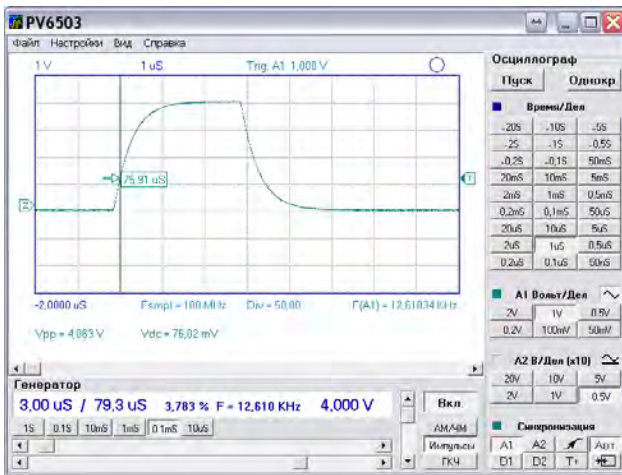 PV6503
Файл Настройки Вид Справка
1 V 1 uS Trig: A1 1,000 V
75,91 uS
1
2
-2,0000 uS Fsmpl = 100 MHz Div = 50,00 F(A1) = 12,61034 KHz
Vpp = 4,063 V Vdc = 76,02 mV
Осциллограф
Пуск Однокр
Время/Дел
-20S -10S -5S
-2S -1S -0,5S
-0,2S -0,1S 50mS
20mS 10mS 5mS
2mS 1mS 0,5mS
0,2mS 0,1mS 50uS
20uS 10uS 5uS
2uS 1uS 0.5uS
0.2uS 0.1uS 50nS
A1 Вольт/Дел
2V 1V 0.5V
0.2V 100mV 50mV
A2 В/Дел (x10)
20V 10V 5V
2V 1V 0.5V
Синхронизация
A1 A2 Авт
D1 D2 T+
Генератор
3,00 uS / 79,3 uS 3,783 % F = 12,610 KHz 4,000 V
1S 0.1S 10mS 1mS 0.1mS 10uS
Вкл
АМ/ЧМ
Импульсы
ГКЧ